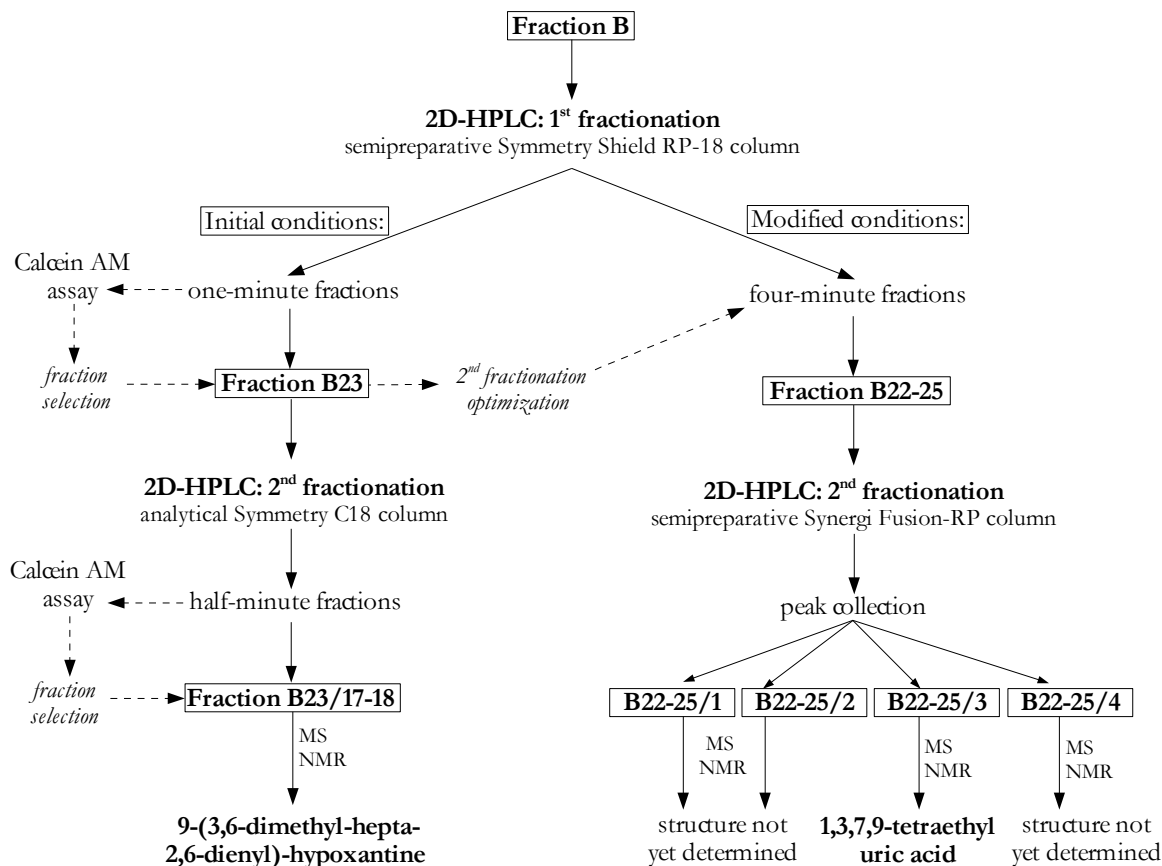 Fraction B
2D-HPLC: 1st fractionation
semipreparative Symmetry Shield RP-18 column
Initial conditions:
Modified conditions:
Calcein AM
assay
one-minute fractions
four-minute fractions
fraction
selection
Fraction B23
2nd fractionation
optimization
Fraction B22-25
2D-HPLC: 2nd fractionation
analytical Symmetry C18 column
2D-HPLC: 2nd fractionation
semipreparative Synergi Fusion-RP column
Calcein AM
assay
half-minute fractions
peak collection
fraction
selection
Fraction B23/17-18
B22-25/1
B22-25/2
B22-25/3
B22-25/4
MS
NMR
MS
NMR
MS
NMR
MS
NMR
9-(3,6-dimethyl-hepta-
2,6-dienyl)-hypoxantine
structure not
yet determined
1,3,7,9-tetraethyl
uric acid
structure not
yet determined